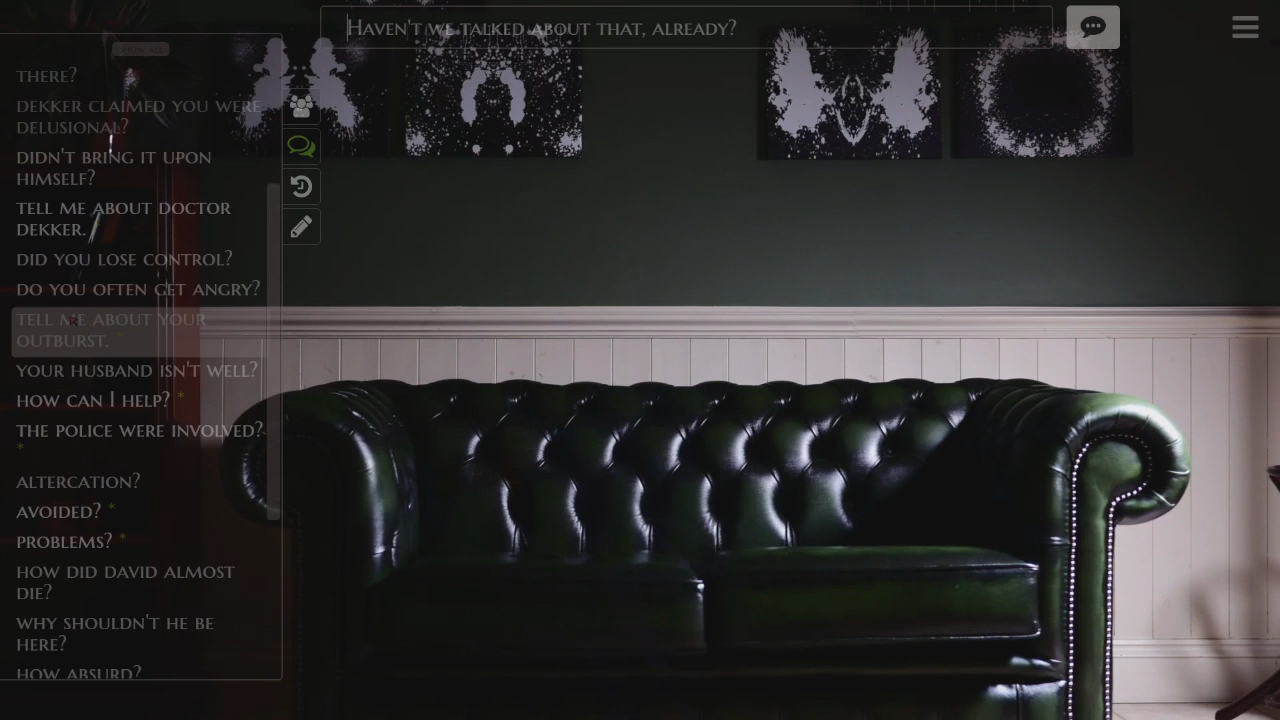 Haven't we talked about that, already?
SHOW ALL
THERE?
DEKKER CLAIMED YOU WERE
DELUSIONAL?
DIDN'T BRING IT UPON
HIMSELF?
TELL ME ABOUT DOCTOR
DEKKER.
DID YOU LOSE CONTROL?
DO YOU OFTEN GET ANGRY?
TELL ME ABOUT YOUR
OUTBURST. *
YOUR HUSBAND ISN'T WELL?
HOW CAN I HELP? *
THE POLICE WERE INVOLVED?
*
ALTERCATION?
AVOIDED? *
PROBLEMS? *
HOW DID DAVID ALMOST
DIE?
WHY SHOULDN'T HE BE
HERE?
HOW ABSURD?